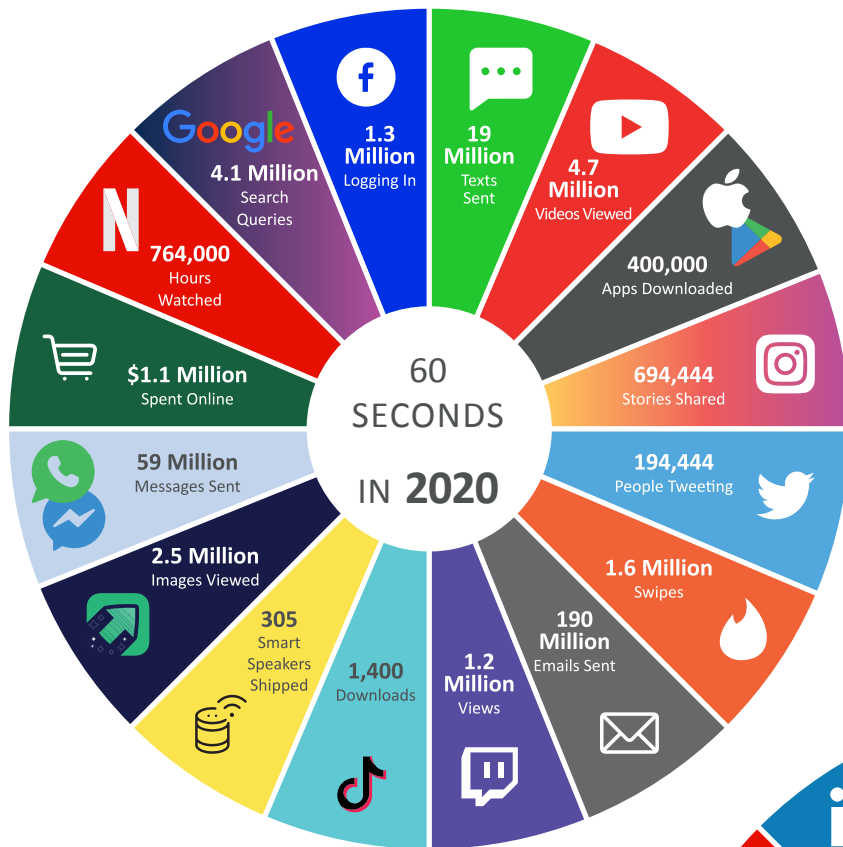 60
SECONDS
IN 2020
19
Million
Texts
Sent
4.7
Million
Videos Viewed
400,000
Apps Downloaded
694,444
Stories Shared
194,444
People Tweeting
1.6 Million
Swipes
190
Million
Emails Sent
1.2
Million
Views
1,400
Downloads
305
Smart
Speakers
Shipped
2.5 Million
Images Viewed
59 Million
Messages Sent
$1.1 Million
Spent Online
N
764,000
Hours
Watched
Google
4.1 Million
Search
Queries
f
1.3
Million
Logging In